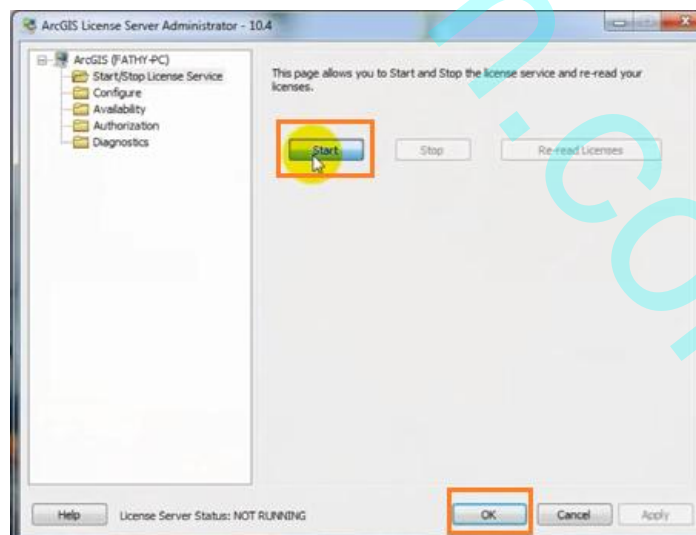 ArcGIS License Server Administrator - 10.4
ArcGIS (FATHY-PC)
Start/Stop License Service
Configure
Availability
Authorization
Diagnostics
This page allows you to Start and Stop the license service and re-read your
licenses.
Start
Stop
Re-read Licenses
Help
License Server Status: NOT RUNNING
OK
Cancel
Apply
n.co